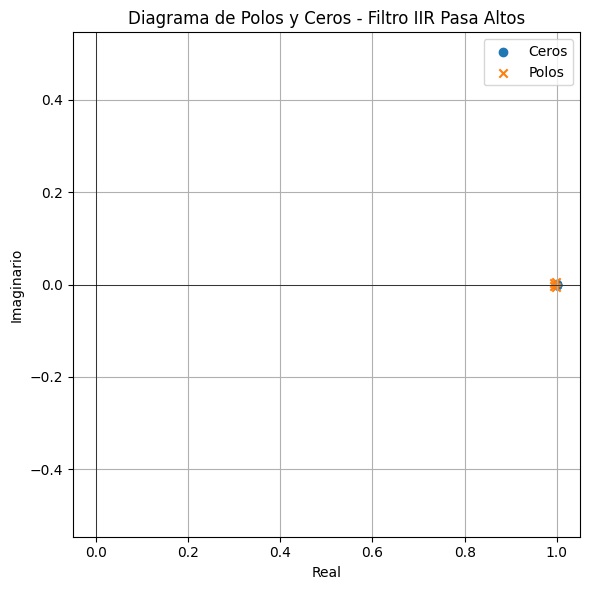 Diagrama de Polos y Ceros - Filtro IIR Pasa Altos
Ceros
Polos
0.4
0.2
0.0
−0.2
−0.4
Imaginario
0.0 0.2 0.4 0.6 0.8 1.0
Real